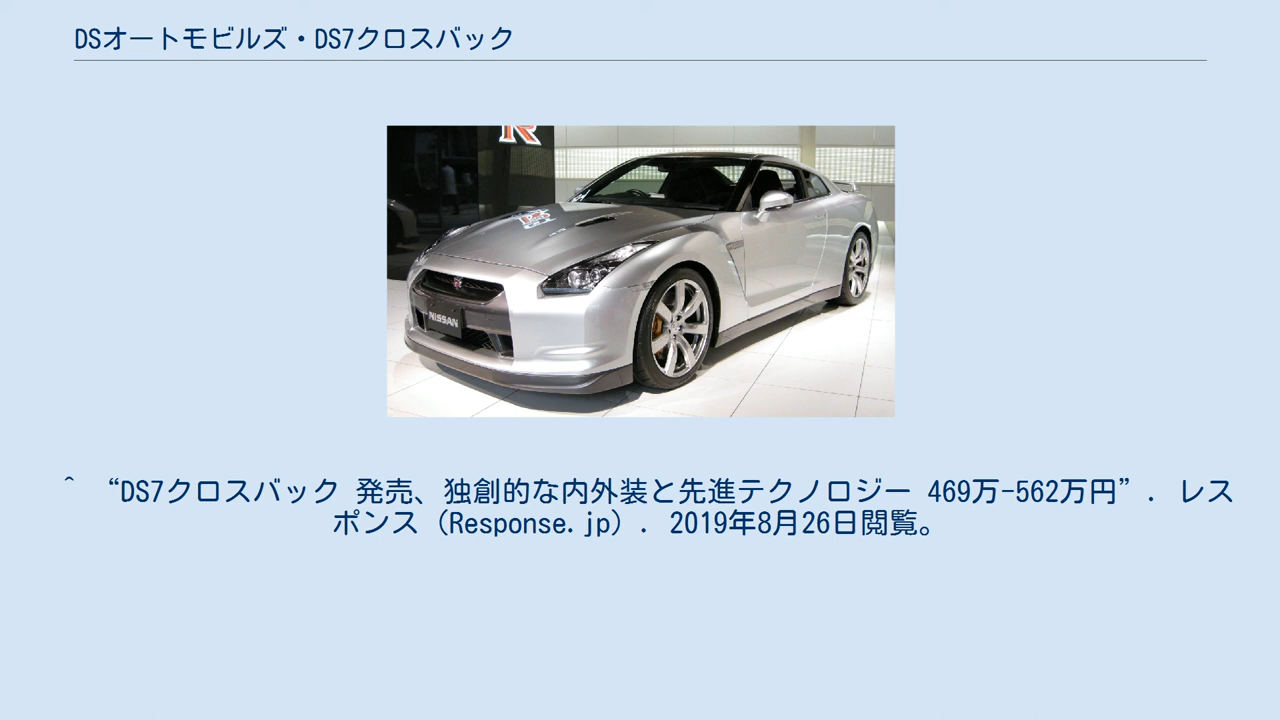 DSオートモビルズ・DS7クロスバック
R
NISSAN
^ “DS7クロスバック 発売、独創的な内外装と先進テクノロジー 469万-562万円”. レス
ポンス（Response.jp）. 2019年8月26日閲覧。